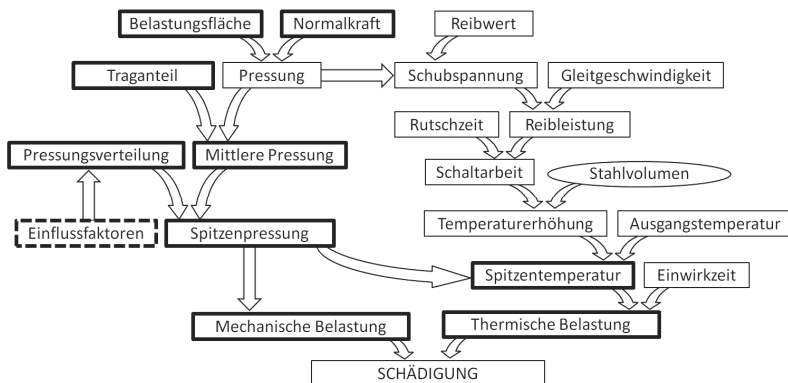 Belastungsfläche
Normalkraft
Reibwert
Traganteil
Pressung
Schubspannung
Gleitgeschwindigkeit
Rutschzeit
Reibleistung
Pressungsverteilung
Mittlere Pressung
Schaltarbeit
Stahlvolumen
Einflussfaktoren
Spitzenpressung
Temperaturerhöhung
Ausgangstemperatur
Spitzentemperatur
Einwirkzeit
Mechanische Belastung
Thermische Belastung
SCHÄDIGUNG